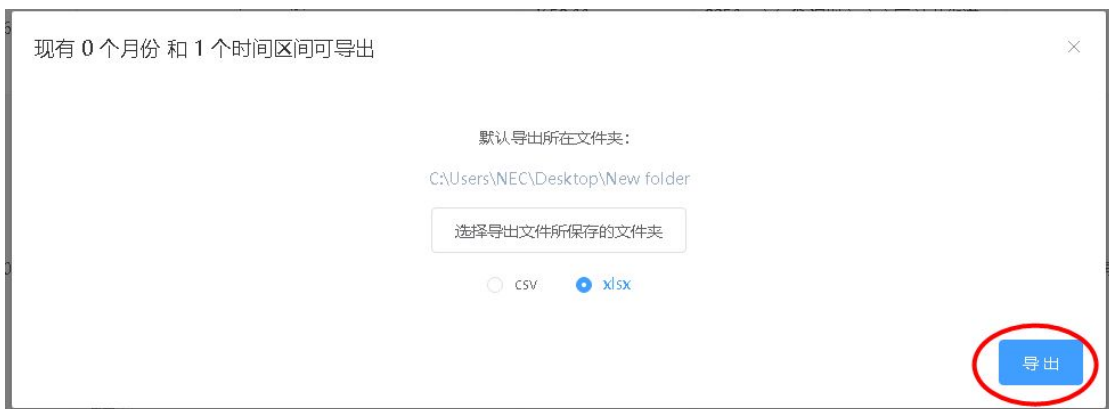 现有 0 个月份 和 1 个时间区间可导出
默认导出所在文件夹：
C:\Users\NEC\Desktop\New folder
选择导出文件所保存的文件夹
csv xlsx
导出